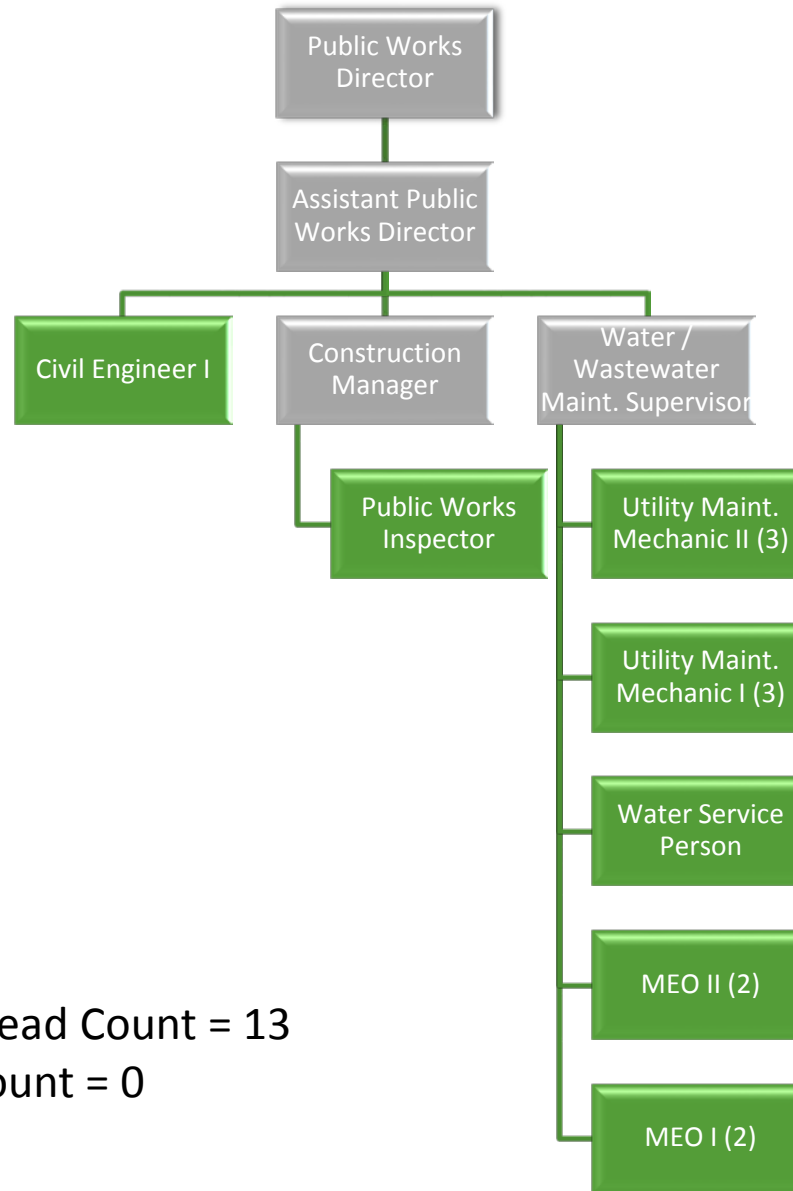 Public Works
Director
Assistant Public
Works Director
Civil Engineer I
Construction
Manager
Water /
Wastewater
Maint. Supervisor
Public Works
Inspector
Utility Maint.
Mechanic II (3)
Utility Maint.
Mechanic I (3)
Water Service
Person
MEO II (2)
MEO I (2)
Count = 13
= 0